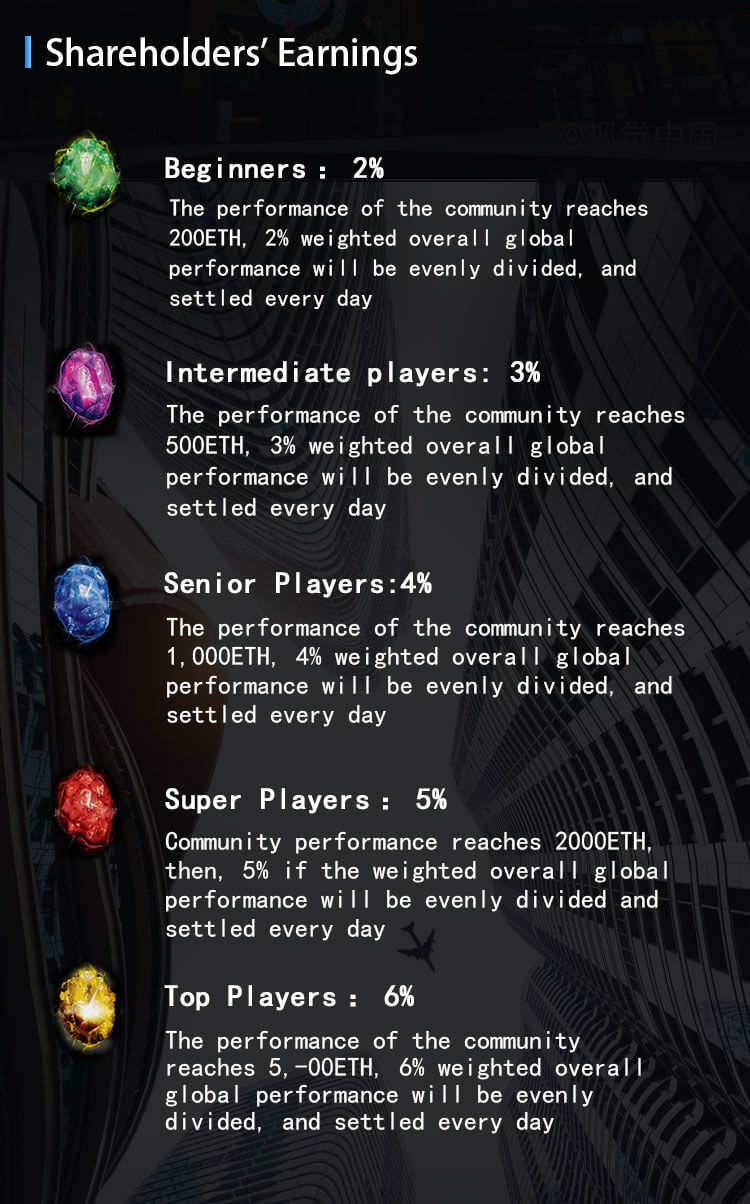 Shareholders’ Earnings
©视觉中国
Beginners： 2%
The performance of the community reaches
200ETH, 2% weighted overall global
performance will be evenly divided, and
settled every day
Intermediate players: 3%
The performance of the community reaches
500ETH, 3% weighted overall global
performance will be evenly divided, and
settled every day
Senior Players:4%
The performance of the community reaches
1,000ETH, 4% weighted overall global
performance will be evenly divided, and
settled every day
Super Players： 5%
Community performance reaches 2000ETH,
then, 5% if the weighted overall global
performance will be evenly divided and
settled every day
Top Players： 6%
The performance of the community
reaches 5,-00ETH, 6% weighted overall
global performance will be evenly
divided, and settled every day